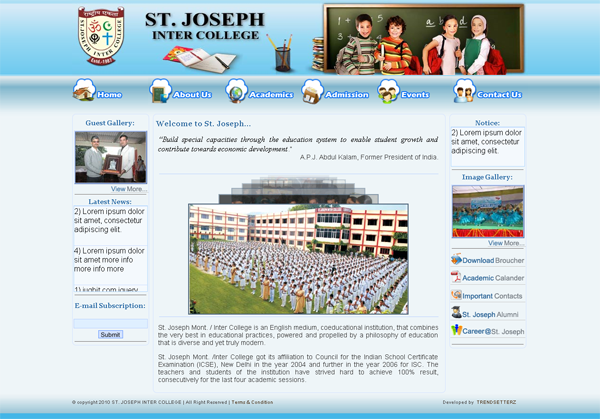 ST. JOSEPH
INTER COLLEGE
ST. JOSEPH INTER COLLEGE
Estd.-1987
a b c d
Home
About Us
Academics
Admission
Events
Contact Us
Guest Gallery:
View More...
Latest News:
2) Lorem ipsum dolor
sit amet, consectetur
adipiscing elit.
4) Lorem ipsum dolor
sit amet more info
more info more
1) jughit.com jquery
E-mail Subscription:
Submit
Welcome to St. Joseph...
"Build special capacities through the education system to enable student growth and
contribute towards economic development."
A.P.J. Abdul Kalam, Former President of India.
St. Joseph Mont. / Inter College is an English medium, coeducational institution, that combines
the very best in educational practices; powered and propelled by a philosophy of education
that is diverse and yet truly modern.
St. Joseph Mont. /Inter College got its affiliation to Council for the Indian School Certificate
Examination (ICSE), New Delhi in the year 2004 and further in the year 2006 for ISC. The
teachers and students of the institution have strived hard to achieve 100% result,
consecutively for the last four academic sessions.
Notice:
2) Lorem ipsum dolor
sit amet, consectetur
adipiscing elit.
Image Gallery:
View More...
Download Broucher
Academic Calander
Important Contacts
St. Joseph Alumni
Career@St. Joseph
© copyright 2010 ST. JOSEPH INTER COLLEGE | All Right Reserved | Terms & Condition
Developed by TRENDSETTERZ